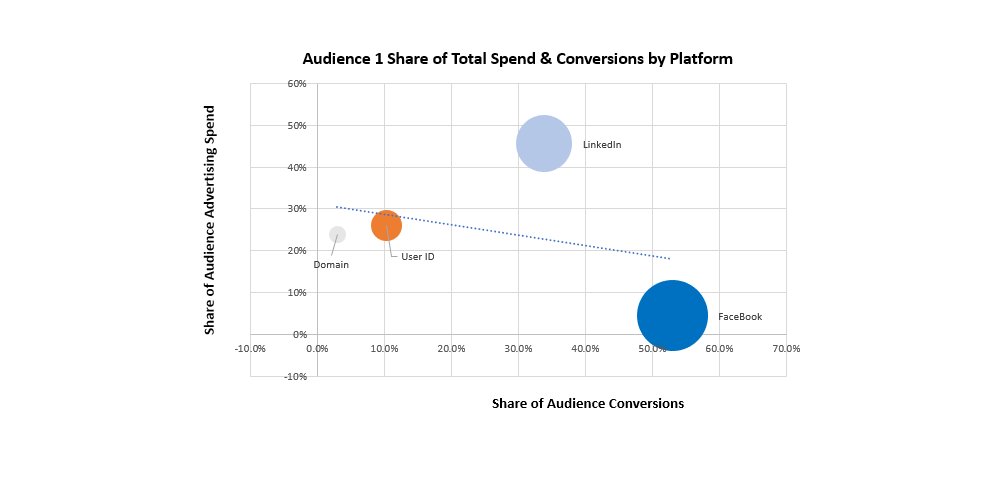 Audience 1 Share of Total Spend & Conversions by Platform
Share of Audience Advertising Spend
60%
50%
40%
30%
20%
10%
0%
-10%
LinkedIn
User ID
Domain
FaceBook
-10.0%
0.0%
10.0%
20.0%
30.0%
40.0%
50.0%
60.0%
70.0%
Share of Audience Conversions